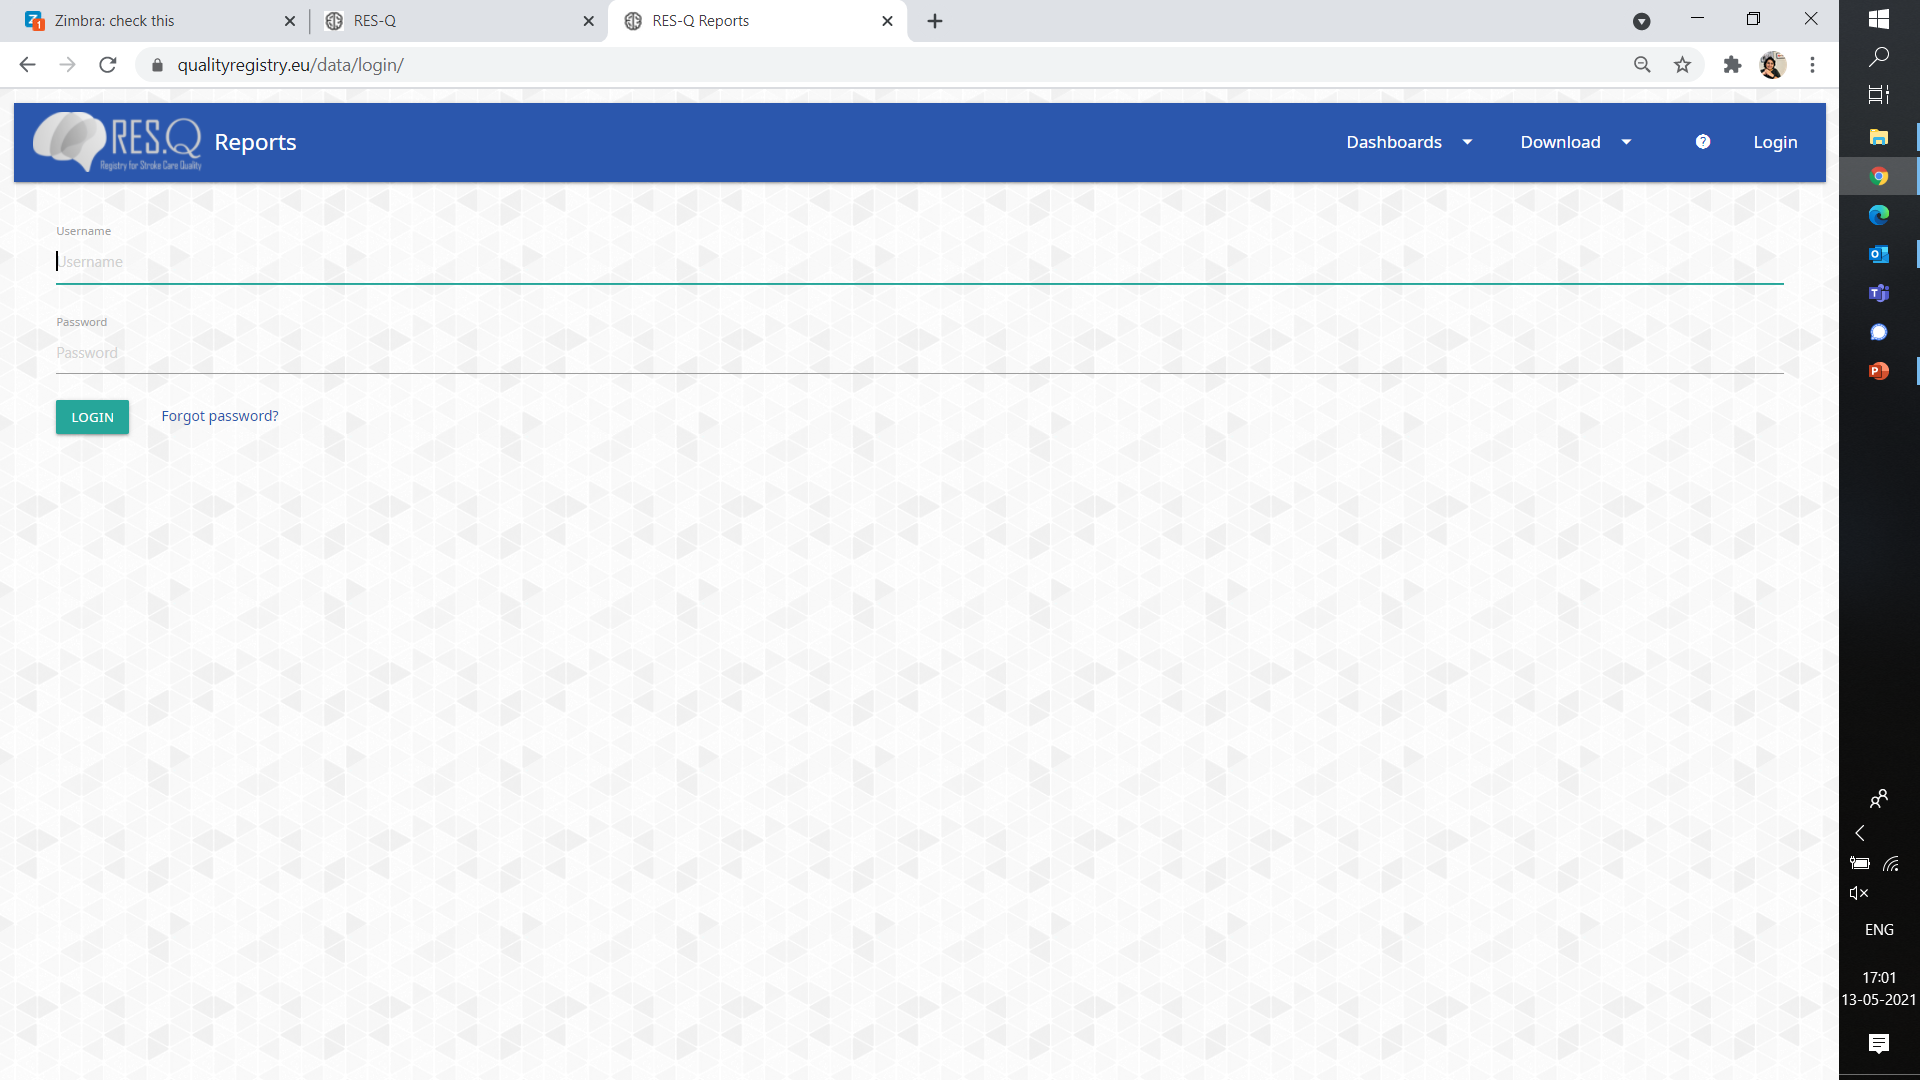 Zimbra: check this
RES-Q
RES-Q Reports
qualityregistry.eu/data/login/
RES.Q
Registry for Stroke Care Quality
Reports
Dashboards
Download
?
Login
Username
Username
Password
Password
LOGIN
Forgot password?
ENG
17:01
13-05-2021